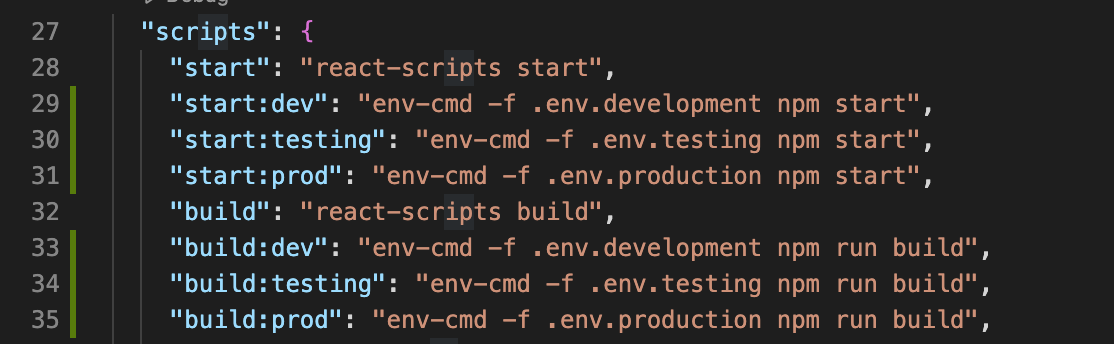 Debug
27 "scripts": {
28 "start": "react-scripts start",
29 "start:dev": "env-cmd -f .env.development npm start",
30 "start:testing": "env-cmd -f .env.testing npm start",
31 "start:prod": "env-cmd -f .env.production npm start",
32 "build": "react-scripts build",
33 "build:dev": "env-cmd -f .env.development npm run build",
34 "build:testing": "env-cmd -f .env.testing npm run build",
35 "build:prod": "env-cmd -f .env.production npm run build",